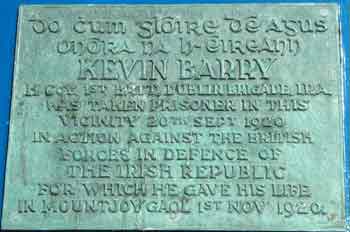 DO CUM GLÓIRE DÉ AGUS
ONÓRA NA H-ÉIREANN
KEVIN BARRY
H COY. 1ST BATT. DUBLIN BRIGADE, I.R.A.
WAS TAKEN PRISONER IN THIS
VICINITY 20TH SEPT 1920
IN ACTION AGAINST THE BRITISH
FORCES IN DEFENCE OF
THE IRISH REPUBLIC
FOR WHICH HE GAVE HIS LIFE
IN MOUNTJOY GAOL 1ST NOV 1920.